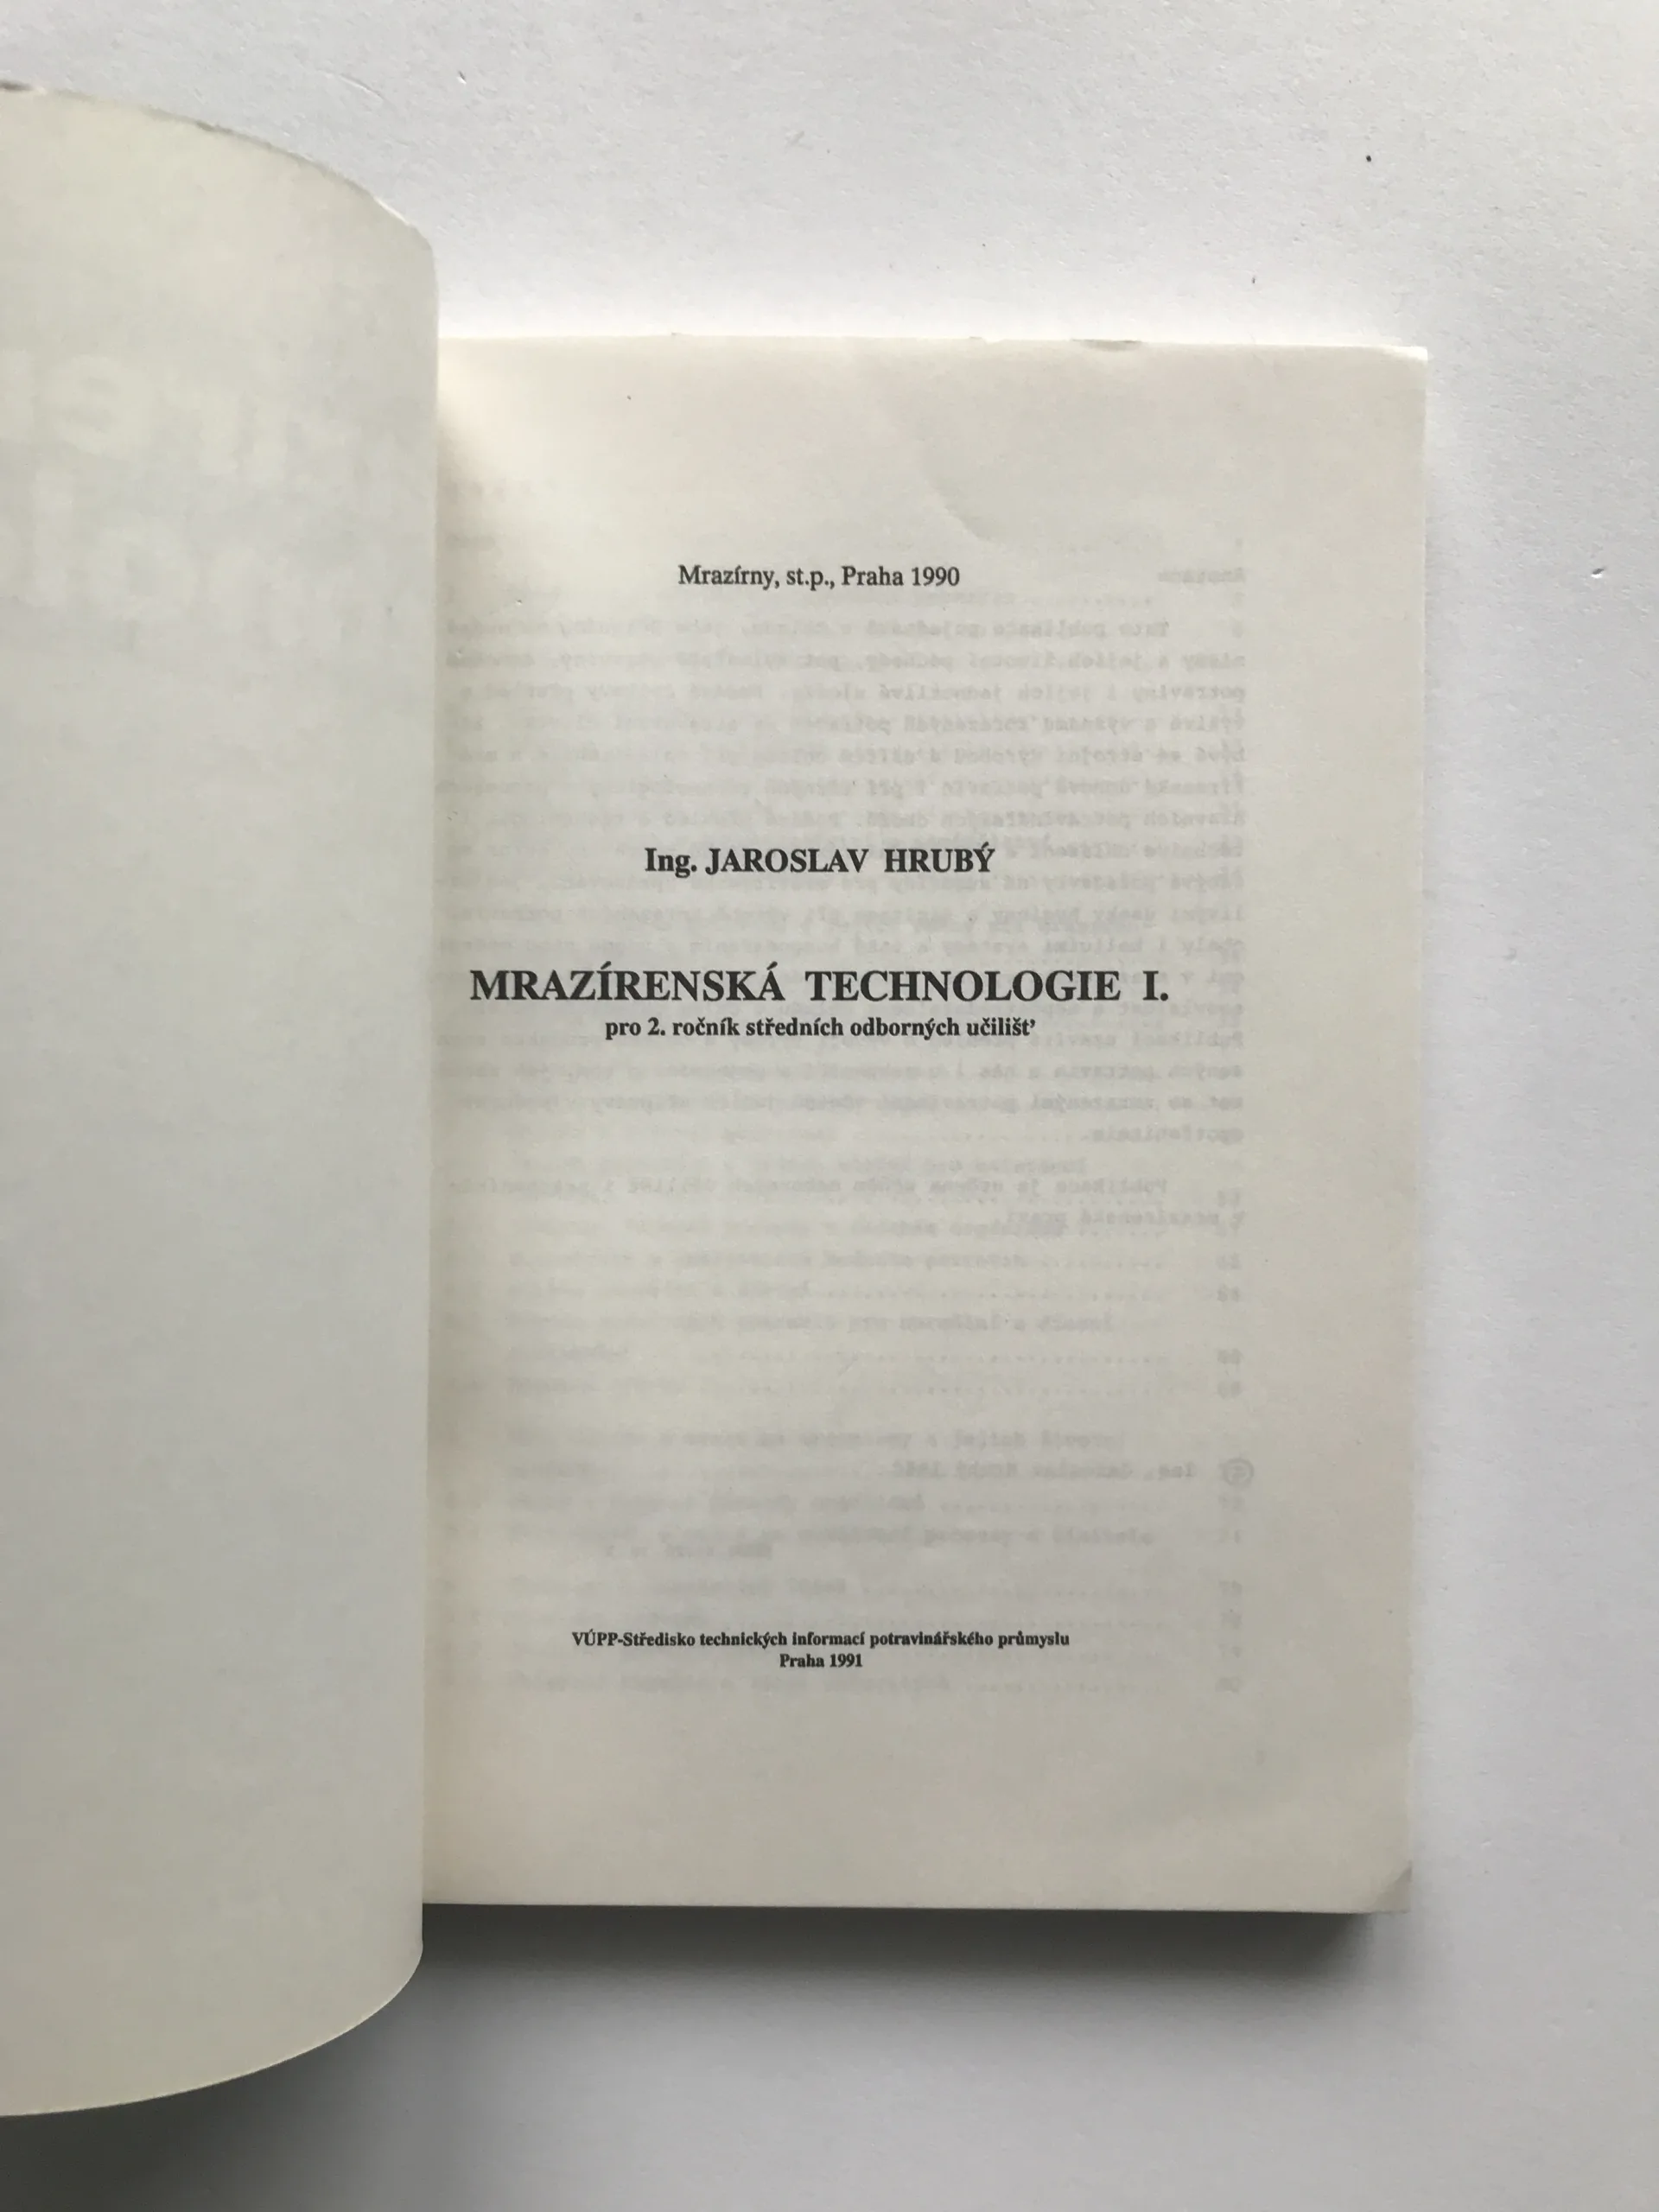 Mrazírny, st.p., Praha 1990
Ing. JAROSLAV HRUBÝ
MRAZÍRENSKÁ TECHNOLOGIE I.
pro 2. ročník středních odborných učilišť
VÚPP-Středisko technických informací potravinářského průmyslu
Praha 1991